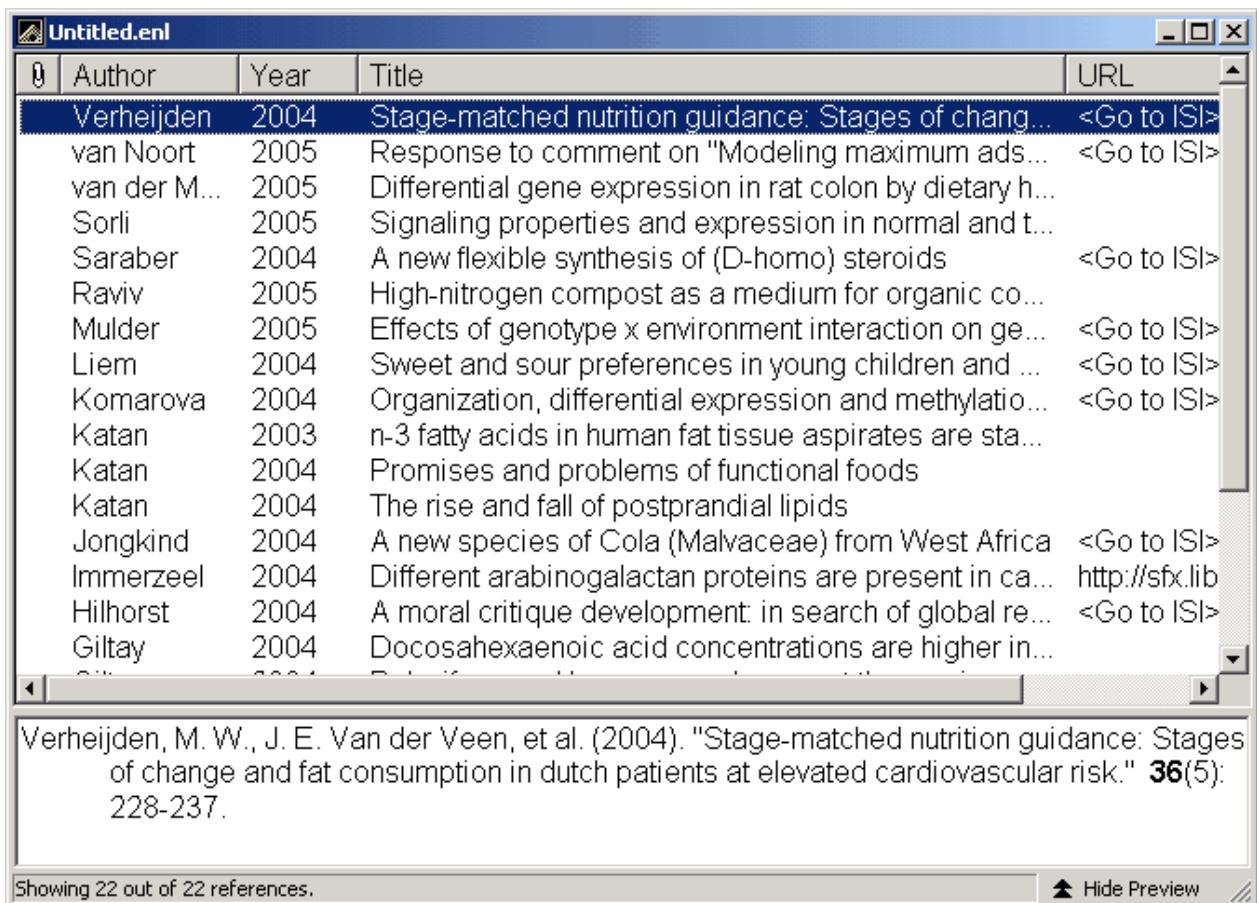 Untitled.enl
Author Year Title URL
Verheijden 2004 Stage-matched nutrition guidance: Stages of chang... <Go to ISI>
van Noort 2005 Response to comment on "Modeling maximum ads... <Go to ISI>
van der M... 2005 Differential gene expression in rat colon by dietary h...
Sorli 2005 Signaling properties and expression in normal and t...
Saraber 2004 A new flexible synthesis of (D-homo) steroids <Go to ISI>
Raviv 2005 High-nitrogen compost as a medium for organic co...
Mulder 2005 Effects of genotype x environment interaction on ge... <Go to ISI>
Liem 2004 Sweet and sour preferences in young children and ... <Go to ISI>
Komarova 2004 Organization, differential expression and methylatio... <Go to ISI>
Katan 2003 n-3 fatty acids in human fat tissue aspirates are sta...
Katan 2004 Promises and problems of functional foods
Katan 2004 The rise and fall of postprandial lipids
Jongkind 2004 A new species of Cola (Malvaceae) from West Africa <Go to ISI>
Immerzeel 2004 Different arabinogalactan proteins are present in ca... http://sfx.lib
Hilhorst 2004 A moral critique development: in search of global re... <Go to ISI>
Giltay 2004 Docosahexaenoic acid concentrations are higher in...
Verheijden, M. W., J. E. Van der Veen, et al. (2004). "Stage-matched nutrition guidance: Stages
of change and fat consumption in dutch patients at elevated cardiovascular risk." 36(5):
228-237.
Showing 22 out of 22 references. Hide Preview